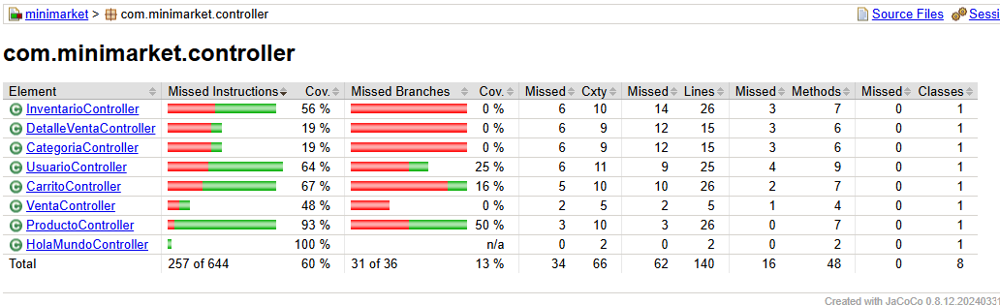 minimarket > com.minimarket.controller Source Files Sessi
com.minimarket.controller
Element Missed Instructions Cov. Missed Branches Cov. Missed Cxty Missed Lines Missed Methods Missed Classes
InventarioController 56 % 0 % 6 10 14 26 3 7 0 1
DetalleVentaController 19 % 0 % 6 9 12 15 3 6 0 1
CategoriaController 19 % 0 % 6 9 12 15 3 6 0 1
UsuarioController 64 % 25 % 6 11 9 25 4 9 0 1
CarritoController 67 % 16 % 5 10 10 26 2 7 0 1
VentaController 48 % 0 % 2 5 2 5 1 4 0 1
ProductoController 93 % 50 % 3 10 3 26 0 7 0 1
HolaMundoController 100 % n/a 0 2 0 2 0 2 0 1
Total 257 of 644 60 % 31 of 36 13 % 34 66 62 140 16 48 0 8
Created with JaCoCo 0.8.12.20240331